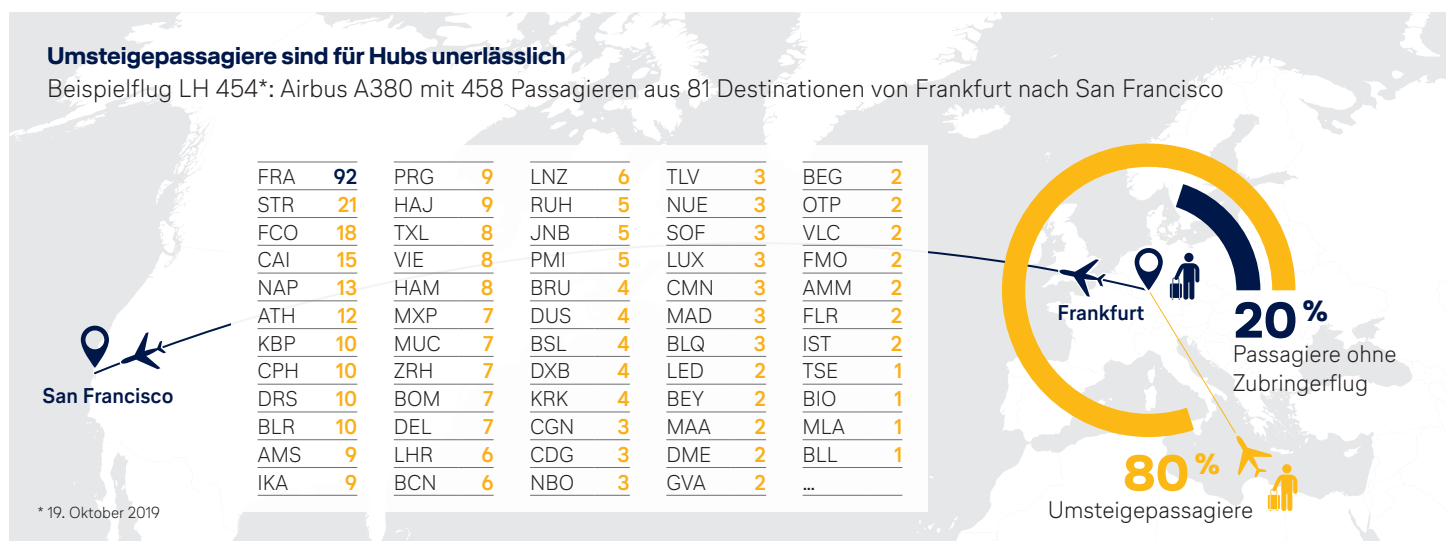 Umsteigepassagiere sind für Hubs unerlässlich
Beispielflug LH 454*: Airbus A380 mit 458 Passagieren aus 81 Destinationen von Frankfurt nach San Francisco
FRA 92 PRG 9 LNZ 6 TLV 3 BEG 2
STR 21 HAJ 9 RUH 5 NUE 3 OTP 2
FCO 18 TXL 8 JNB 5 SOF 3 VLC 2
CAI 15 VIE 8 PMI 5 LUX 3 FMO 2
NAP 13 HAM 8 BRU 4 CMN 3 AMM 2
ATH 12 MXP 7 DUS 4 MAD 3 FLR 2
KBP 10 MUC 7 BSL 4 BLQ 3 IST 2
CPH 10 ZRH 7 DXB 4 LED 2 TSE 1
DRS 10 BOM 7 KRK 4 BEY 2 BIO 1
BLR 10 DEL 7 CGN 3 MAA 2 MLA 1
AMS 9 LHR 6 CDG 3 DME 2 BLL 1
IKA 9 BCN 6 NBO 3 GVA 2 ...
San Francisco
Frankfurt
20 %
Passagiere ohne
Zubringerflug
80 %
Umsteigepassagiere
* 19. Oktober 2019